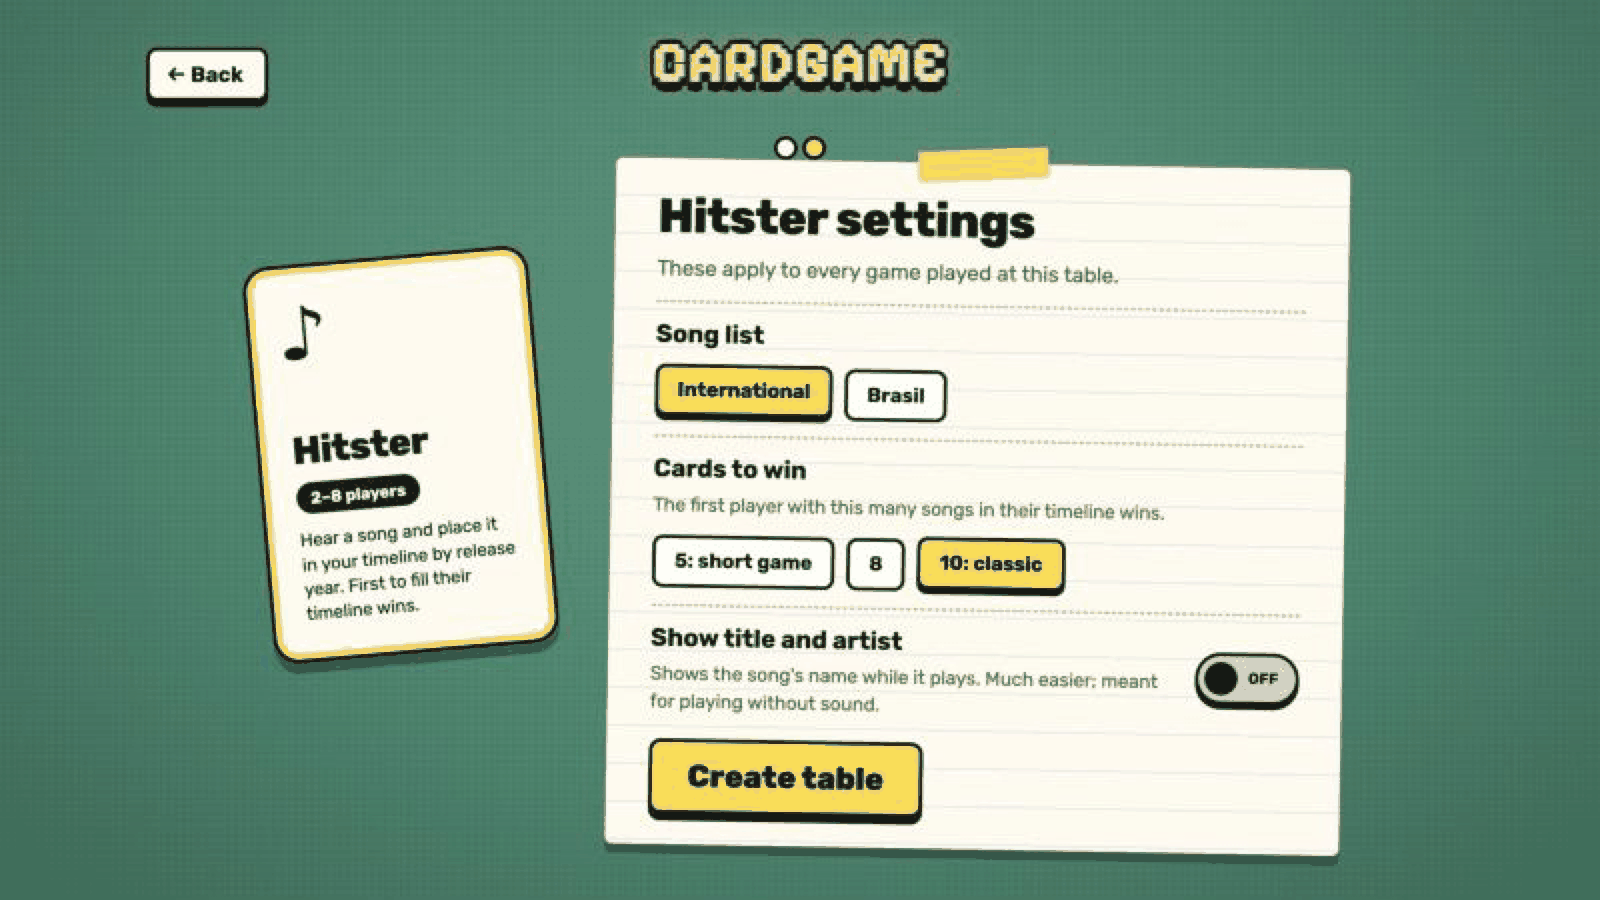 ← Back
CARDGAME
Hitster settings
These apply to every game played at this table.
Song list
International
Brasil
Cards to win
The first player with this many songs in their timeline wins.
5: short game
8
10: classic
Show title and artist
Shows the song's name while it plays. Much easier; meant
for playing without sound.
OFF
Create table
Hitster
2–8 players
Hear a song and place it
in your timeline by release
year. First to fill their
timeline wins.